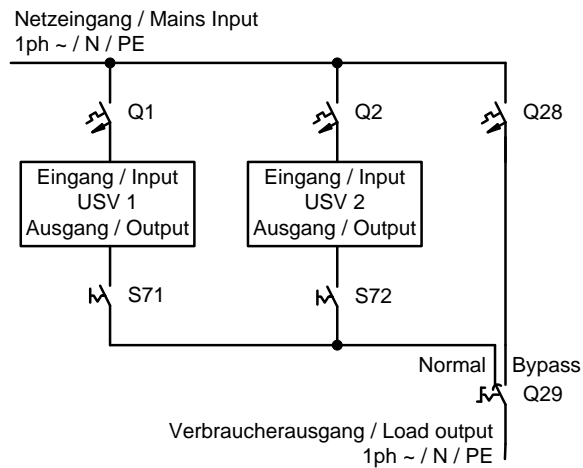 Netzeingang / Mains Input
1ph ~ / N / PE
Q1
Q2
Q28
Eingang / Input
USV 1
Ausgang / Output
Eingang / Input
USV 2
Ausgang / Output
S71
S72
Normal
Bypass
Q29
Verbraucherausgang / Load output
1ph ~ / N / PE